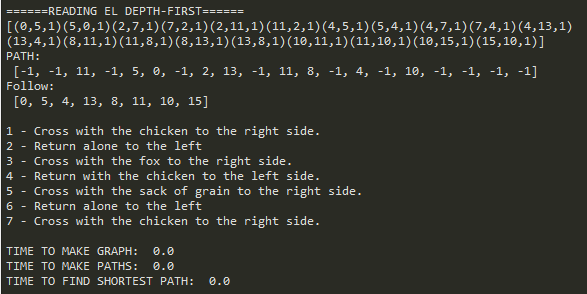 ======READING EL DEPTH-FIRST======
[(0,5,1)(5,0,1)(2,7,1)(7,2,1)(2,11,1)(11,2,1)(4,5,1)(5,4,1)(4,7,1)(7,4,1)(4,13,1)
(13,4,1)(8,11,1)(11,8,1)(8,13,1)(13,8,1)(10,11,1)(11,10,1)(10,15,1)(15,10,1)]
PATH:
[-1, -1, 11, -1, 5, 0, -1, 2, 13, -1, 11, 8, -1, 4, -1, 10, -1, -1, -1, -1]
Follow:
[0, 5, 4, 13, 8, 11, 10, 15]
1 - Cross with the chicken to the right side.
2 - Return alone to the left
3 - Cross with the fox to the right side.
4 - Return with the chicken to the left side.
5 - Cross with the sack of grain to the right side.
6 - Return alone to the left
7 - Cross with the chicken to the right side.
TIME TO MAKE GRAPH:  0.0
TIME TO MAKE PATHS:  0.0
TIME TO FIND SHORTEST PATH:  0.0